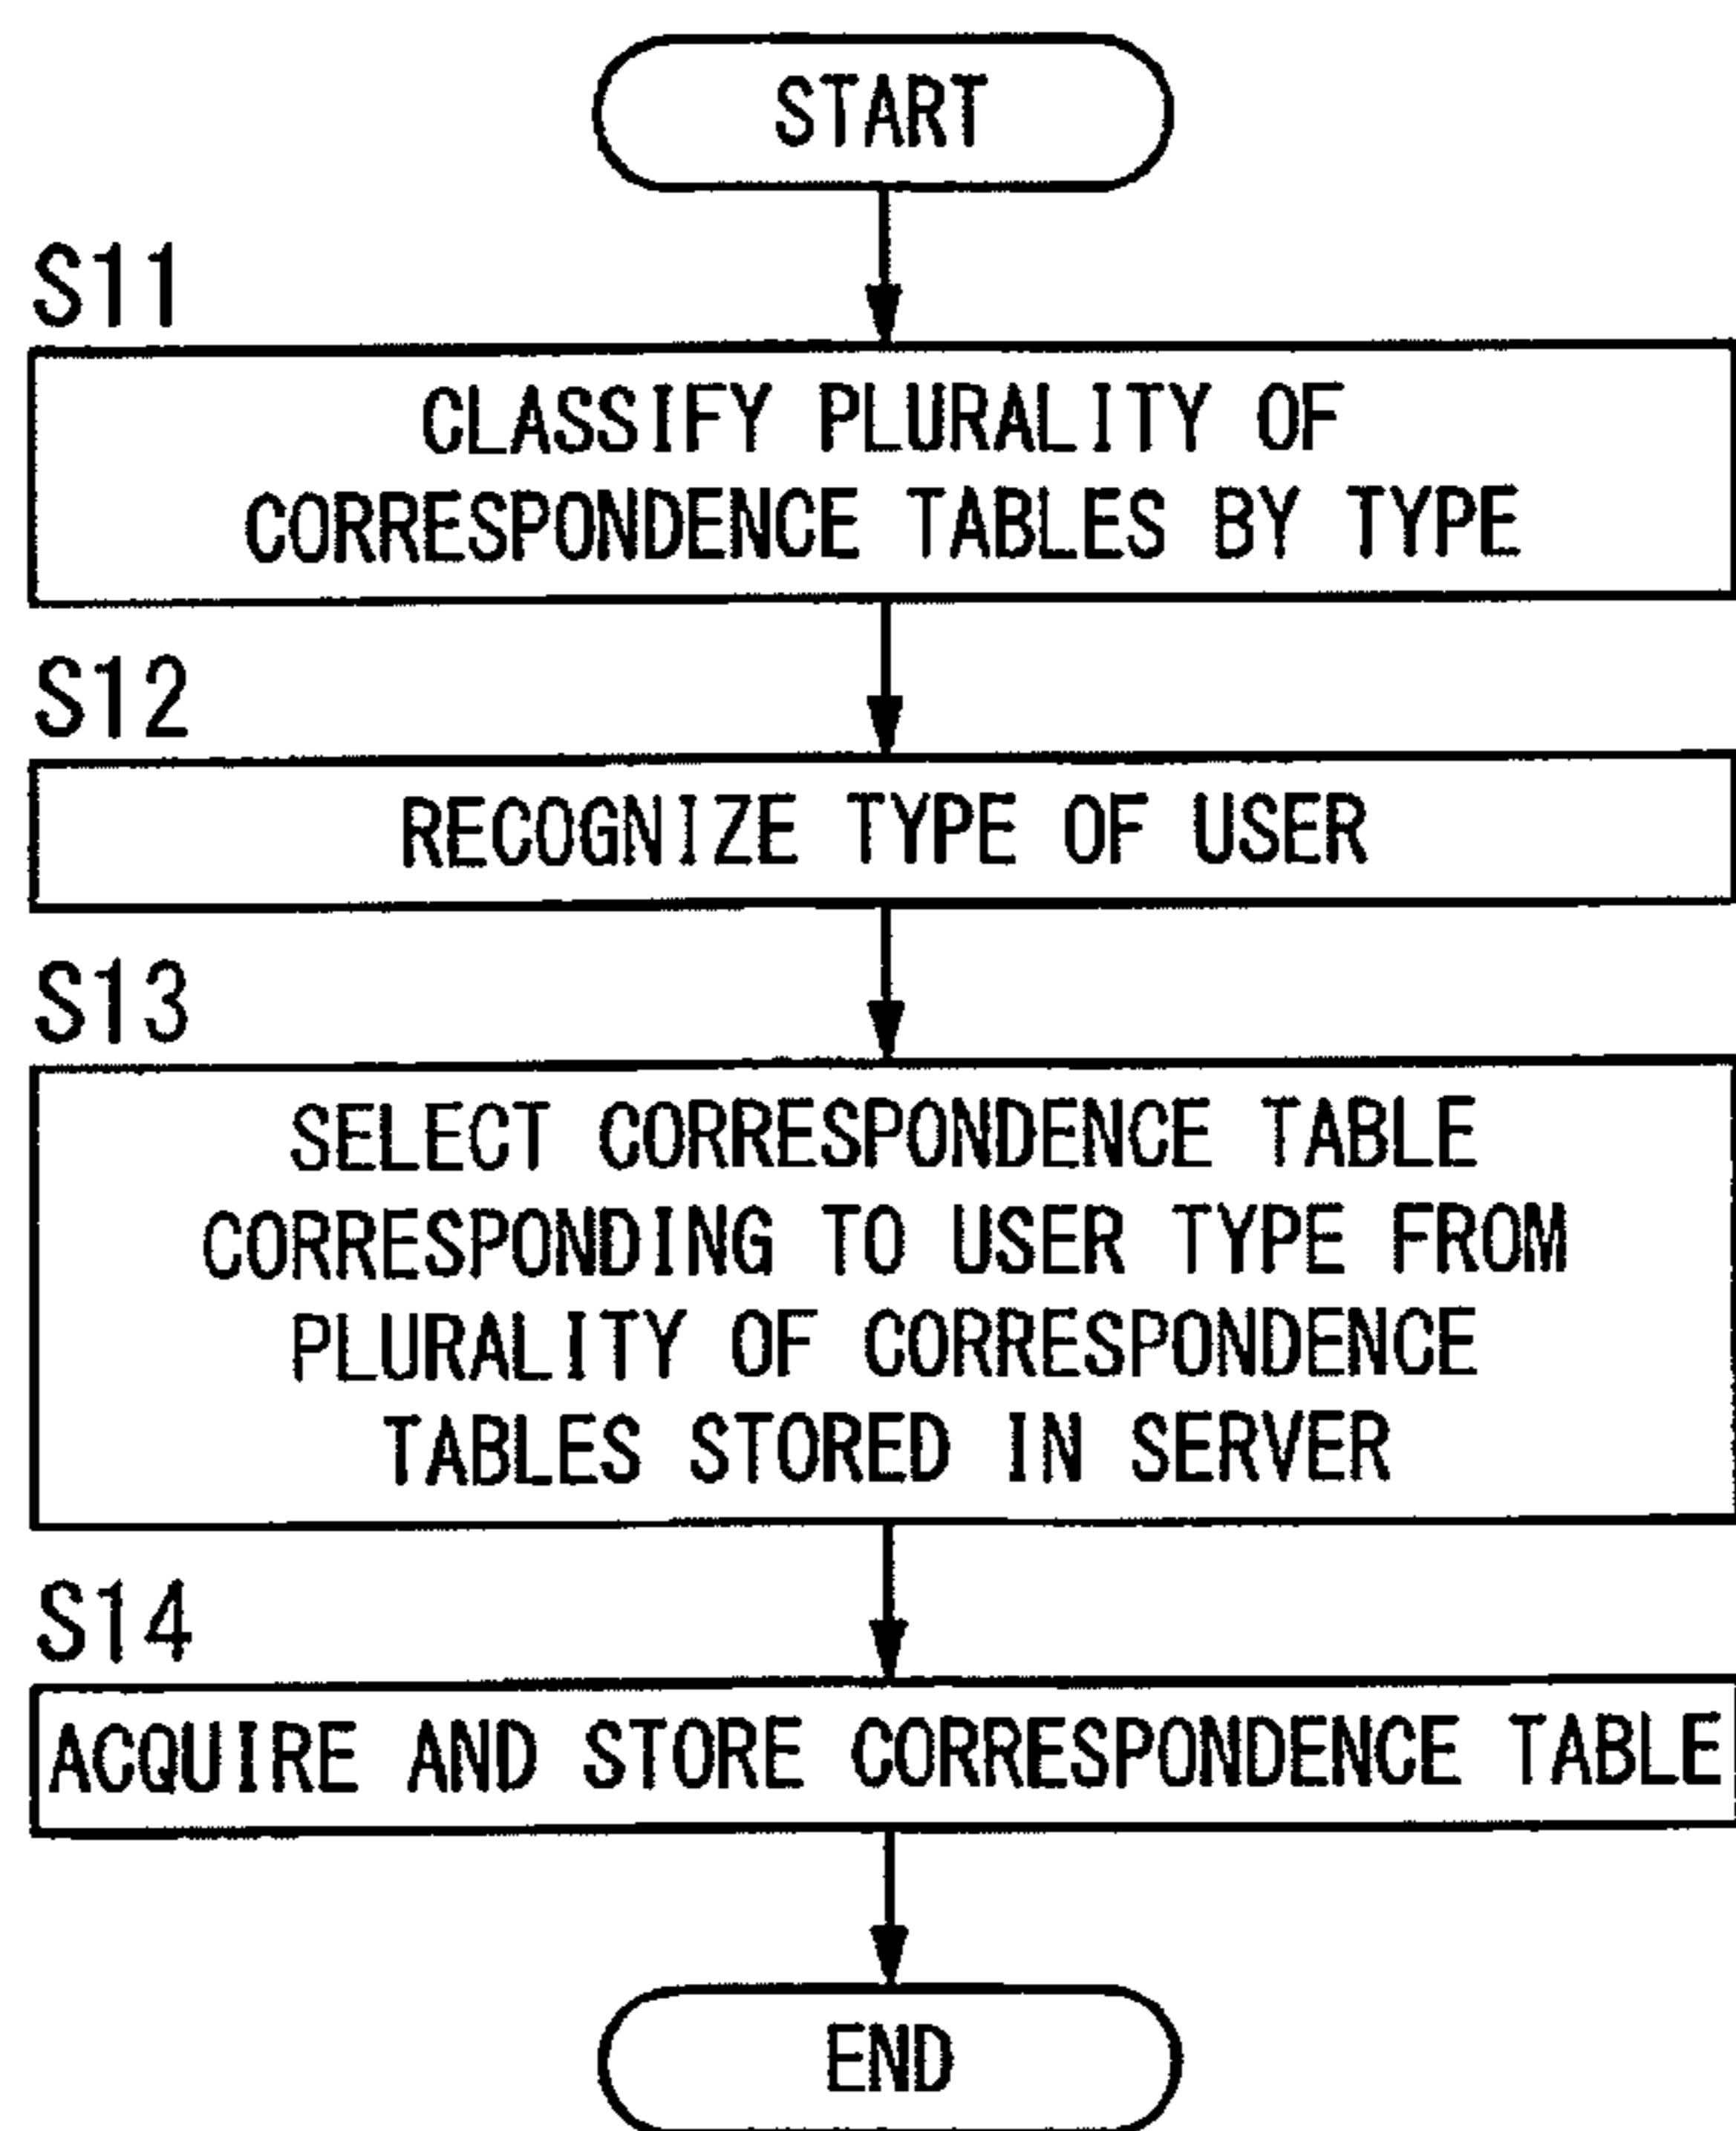 START
S11
CLASSIFY PLURALITY OF
CORRESPONDENCE TABLES BY TYPE
S12
RECOGNIZE TYPE OF USER
S13
SELECT CORRESPONDENCE TABLE
CORRESPONDING TO USER TYPE FROM
PLURALITY OF CORRESPONDENCE
TABLES STORED IN SERVER
S14
ACQUIRE AND STORE CORRESPONDENCE TABLE
END